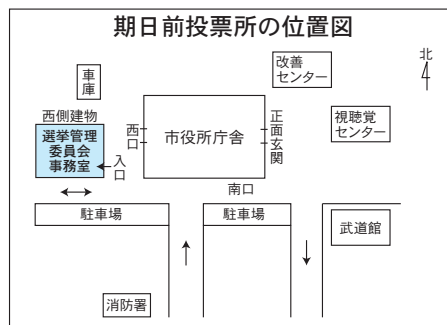 期日前投票所の位置図
北
改善
センター
車
庫
西側建物
選挙管理
委員会
事務室
入
口
西
口
市役所庁舎
正
面
玄
関
視聴覚
センター
南口
駐車場
駐車場
武道館
消防署